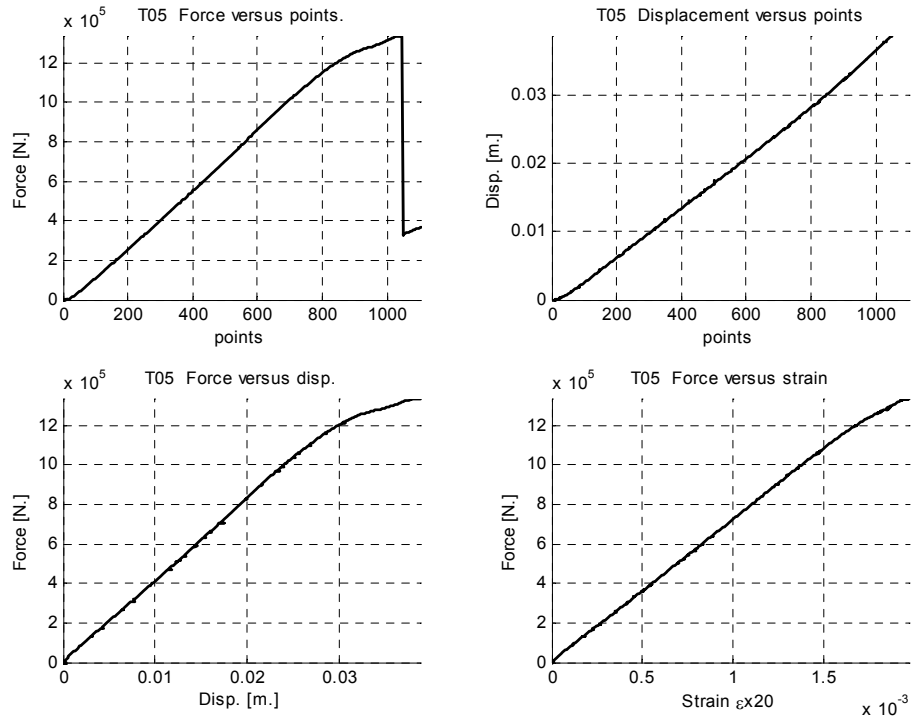 x 10^5 T05 Force versus points.
12
10
8
6
4
2
0
Force [N.]
0 200 400 600 800 1000
points
T05 Displacement versus points
0.03
0.02
0.01
0
Disp. [m.]
0 200 400 600 800 1000
points
x 10^5 T05 Force versus disp.
12
10
8
6
4
2
0
Force [N.]
0 0.01 0.02 0.03
Disp. [m.]
x 10^5 T05 Force versus strain
12
10
8
6
4
2
0
Force [N.]
0 0.5 1 1.5
Strain εx20
x 10^-3